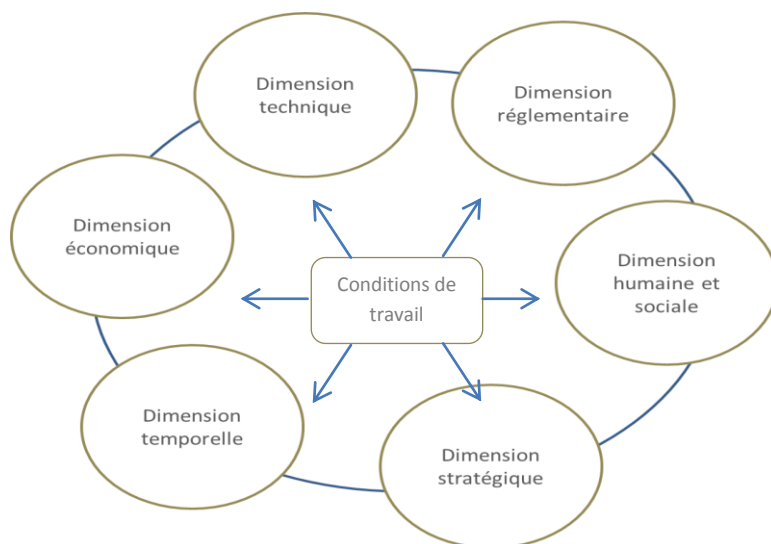 Dimension
technique
Dimension
réglementaire
Dimension
économique
Conditions de
travail
Dimension
humaine et
sociale
Dimension
temporelle
Dimension
stratégique